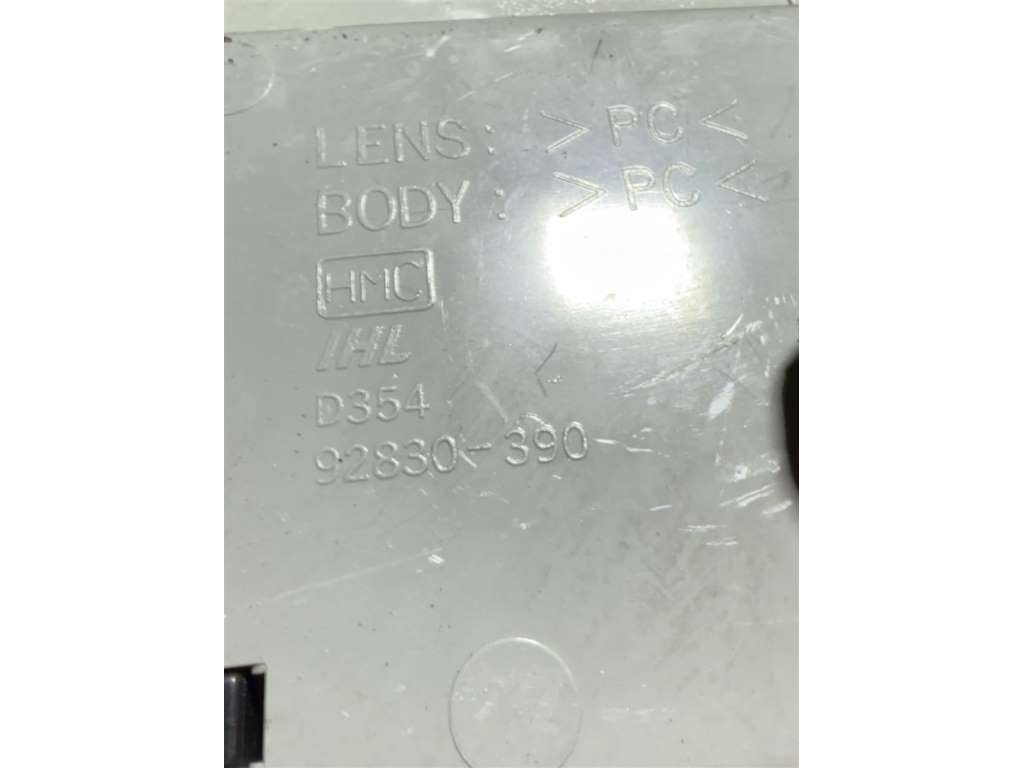 LENS: >PC<
BODY: >PC<
HMC
IHL
D354
92830-390